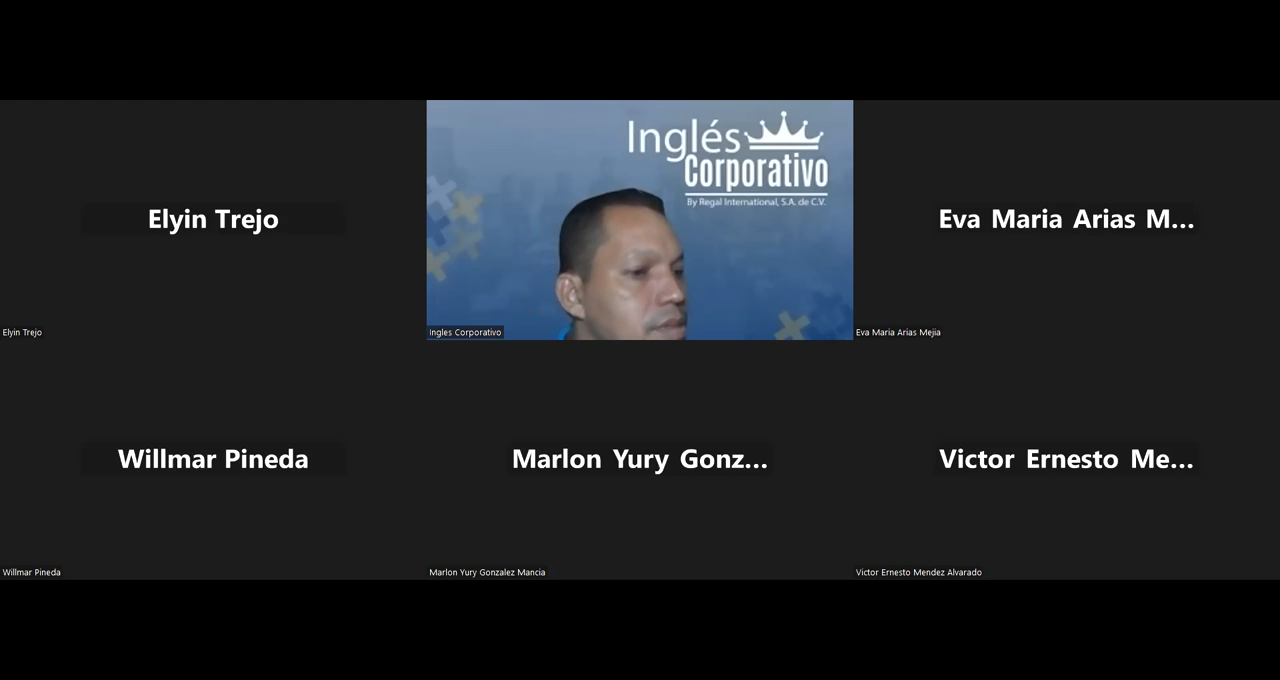 Elyin Trejo
Elyin Trejo
Inglés
Corporativo
By Regal International, S.A. de C.V.
Ingles Corporativo
Eva Maria Arias M...
Eva Maria Arias Mejia
Willmar Pineda
Willmar Pineda
Marlon Yury Gonz...
Marlon Yury Gonzalez Mancia
Victor Ernesto Me...
Victor Ernesto Mendez Alvarado